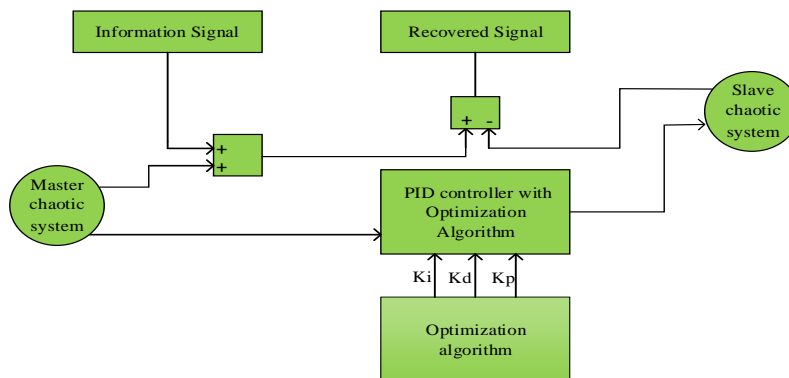 Information Signal
Recovered Signal
Slave
chaotic
system
+ -
+
+
Master
chaotic
system
PID controller with
Optimization
Algorithm
Ki Kd Kp
Optimization
algorithm